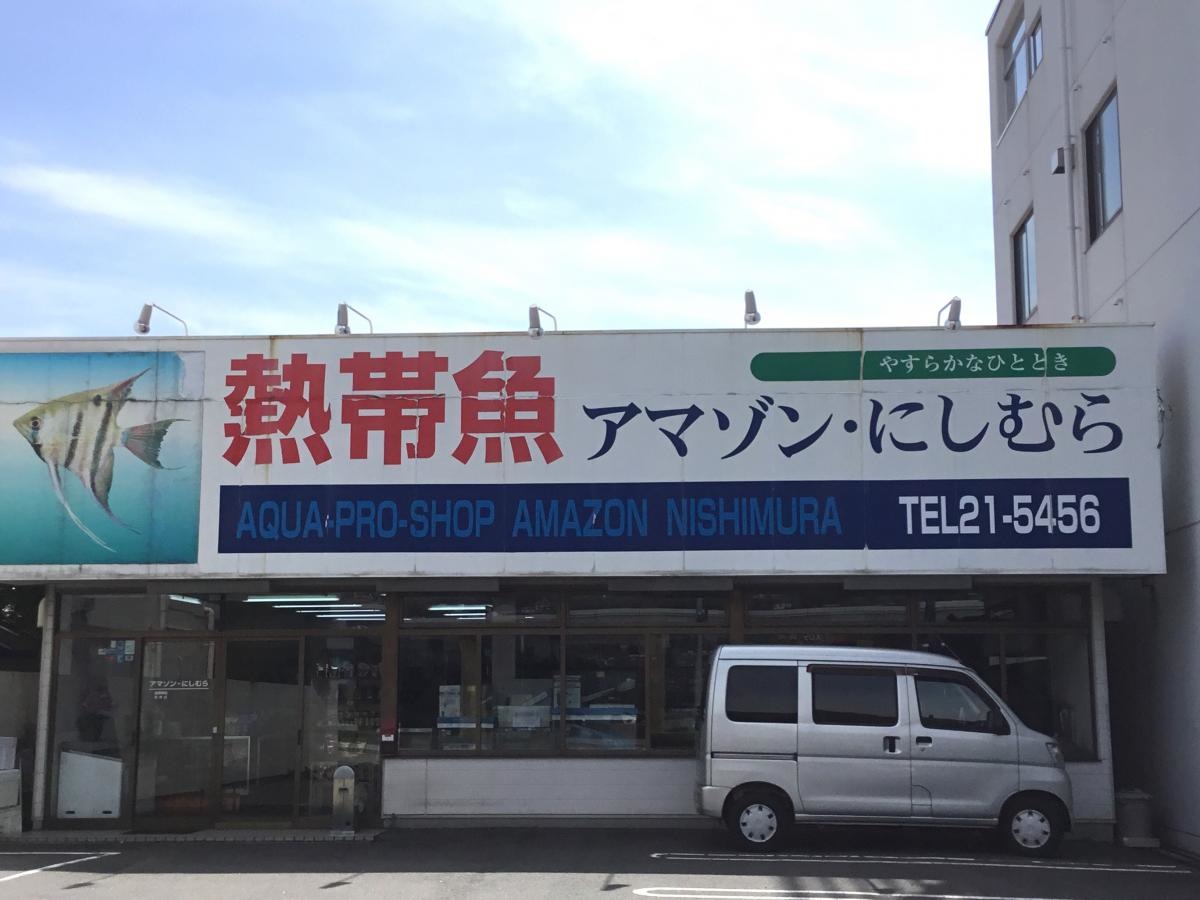 やすらかなひととき
熱帯魚 アマゾン・にしむら
AQUA-PRO-SHOP AMAZON NISHIMURA TEL21-5456
アマゾン・にしむら